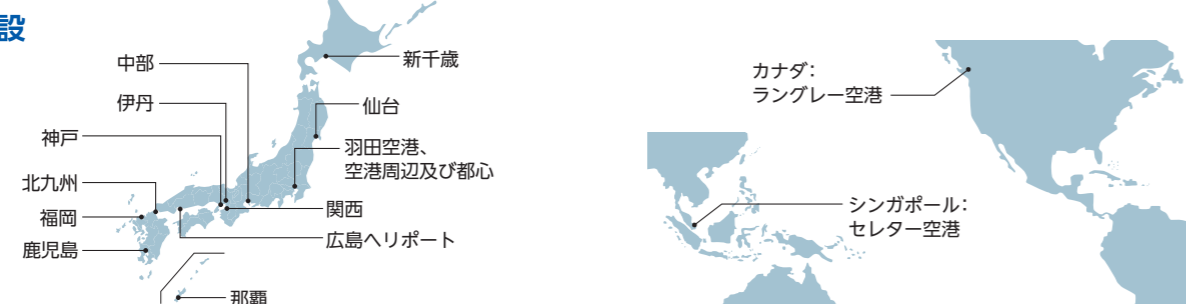 設
中部
伊丹
神戸
北九州
福岡
鹿児島
新千歳
仙台
羽田空港、
空港周辺及び都心
関西
広島ヘリポート
那覇
カナダ：
ラングレー空港
シンガポール：
セレター空港